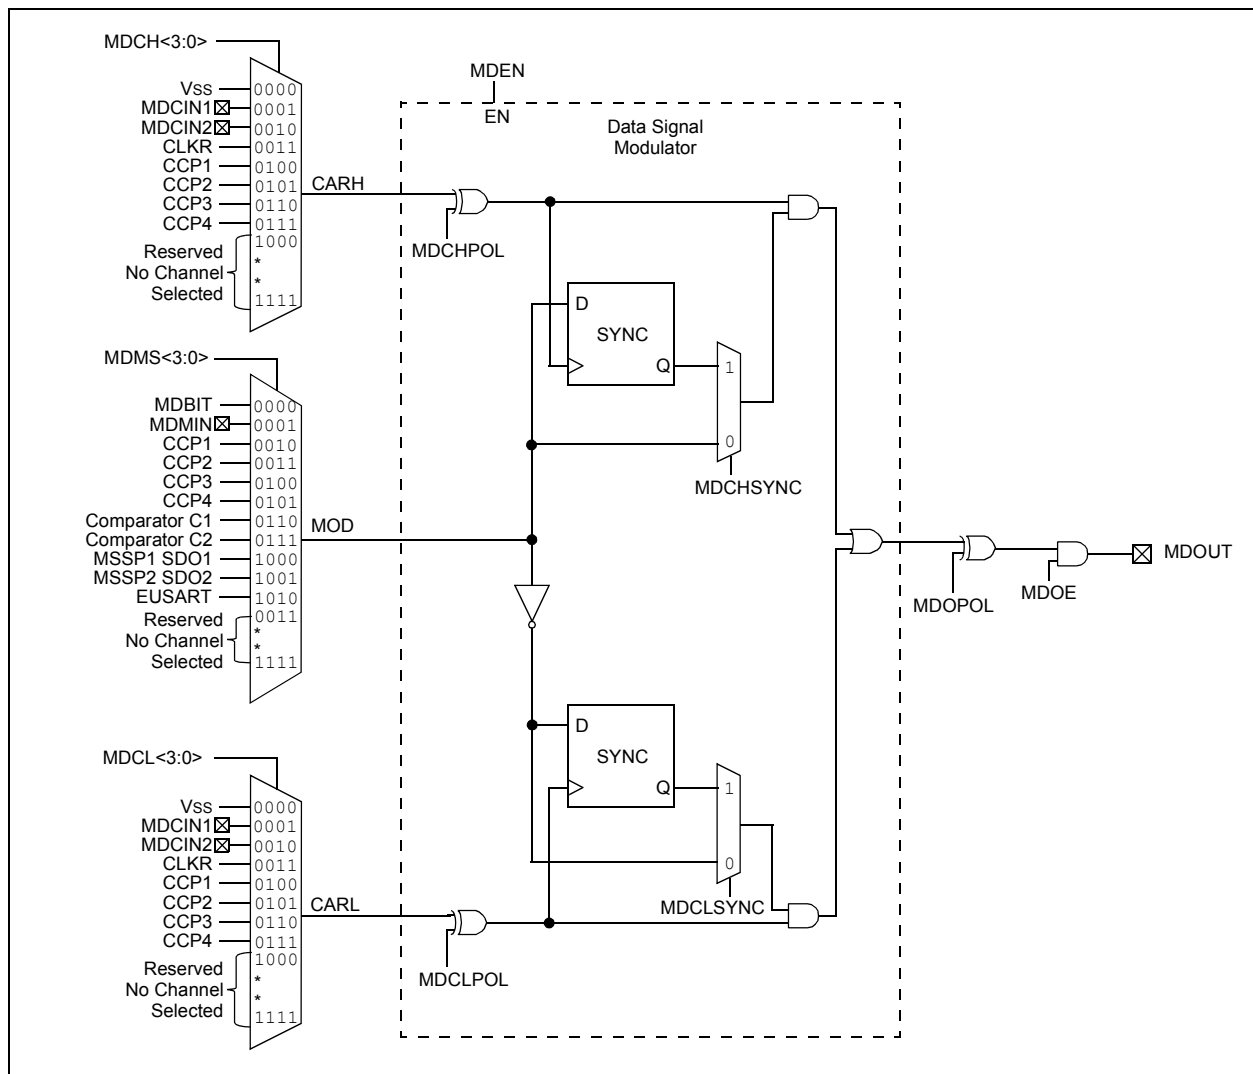 MDCH<3:0>
VSS 0000
MDCIN1 0001
MDCIN2 0010
CLKR 0011
CCP1 0100
CCP2 0101
CCP3 0110
CCP4 0111
1000
Reserved
*
No Channel
*
Selected
1111
CARH
MDEN
EN
Data Signal
Modulator
MDCHPOL
D
SYNC
Q
1
0
MDCHSYNC
MDMS<3:0>
MDBIT 0000
MDMIN 0001
CCP1 0010
CCP2 0011
CCP3 0100
CCP4 0101
Comparator C1 0110
Comparator C2 0111
MSSP1 SDO1 1000
MSSP2 SDO2 1001
EUSART 1010
0011
Reserved
*
No Channel
*
Selected
1111
MOD
MDOPOL
MDOE
MDOUT
MDCL<3:0>
VSS 0000
MDCIN1 0001
MDCIN2 0010
CLKR 0011
CCP1 0100
CCP2 0101
CCP3 0110
CCP4 0111
1000
Reserved
*
No Channel
*
Selected
1111
CARL
D
SYNC
Q
1
0
MDCLSYNC
MDCLPOL